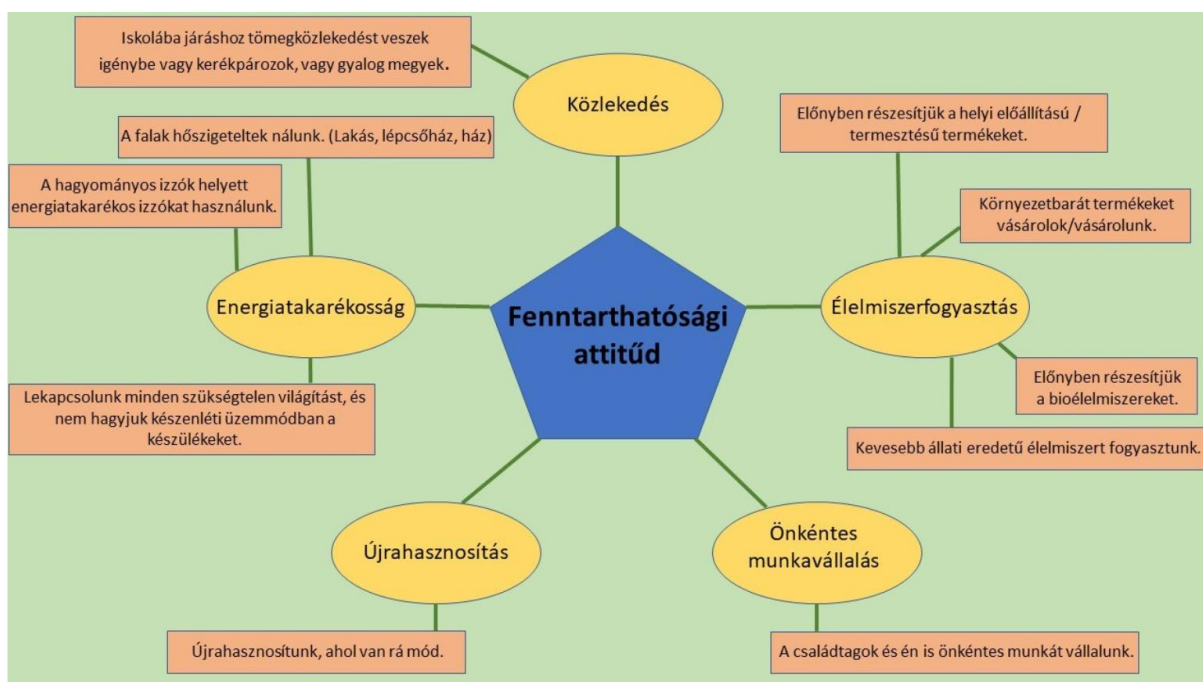 Iskolába járáshoz tömegközlekedést veszek
igénybe vagy kerékpározok, vagy gyalog megyek.
Közlekedés
Előnyben részesítjük a helyi előállítású /
termesztésű termékeket.
A falak hőszigeteltek nálunk. (Lakás, lépcsőház, ház)
A hagyományos izzók helyett
energiatakarékos izzókat használunk.
Környezetbarát termékeket
vásárolok/vásárolunk.
Energiatakarékosság
Fenntarthatósági
attitűd
Élelmiszerfogyasztás
Lekapcsolunk minden szükségtelen világítást, és
nem hagyjuk készenléti üzemmódban a
készülékeket.
Előnyben részesítjük
a bioélelmiszereket.
Kevesebb állati eredetű élelmiszert fogyasztunk.
Újrahasznosítás
Önkéntes
munkavállalás
Újrahasznosítunk, ahol van rá mód.
A családtagok és én is önkéntes munkát vállalunk.